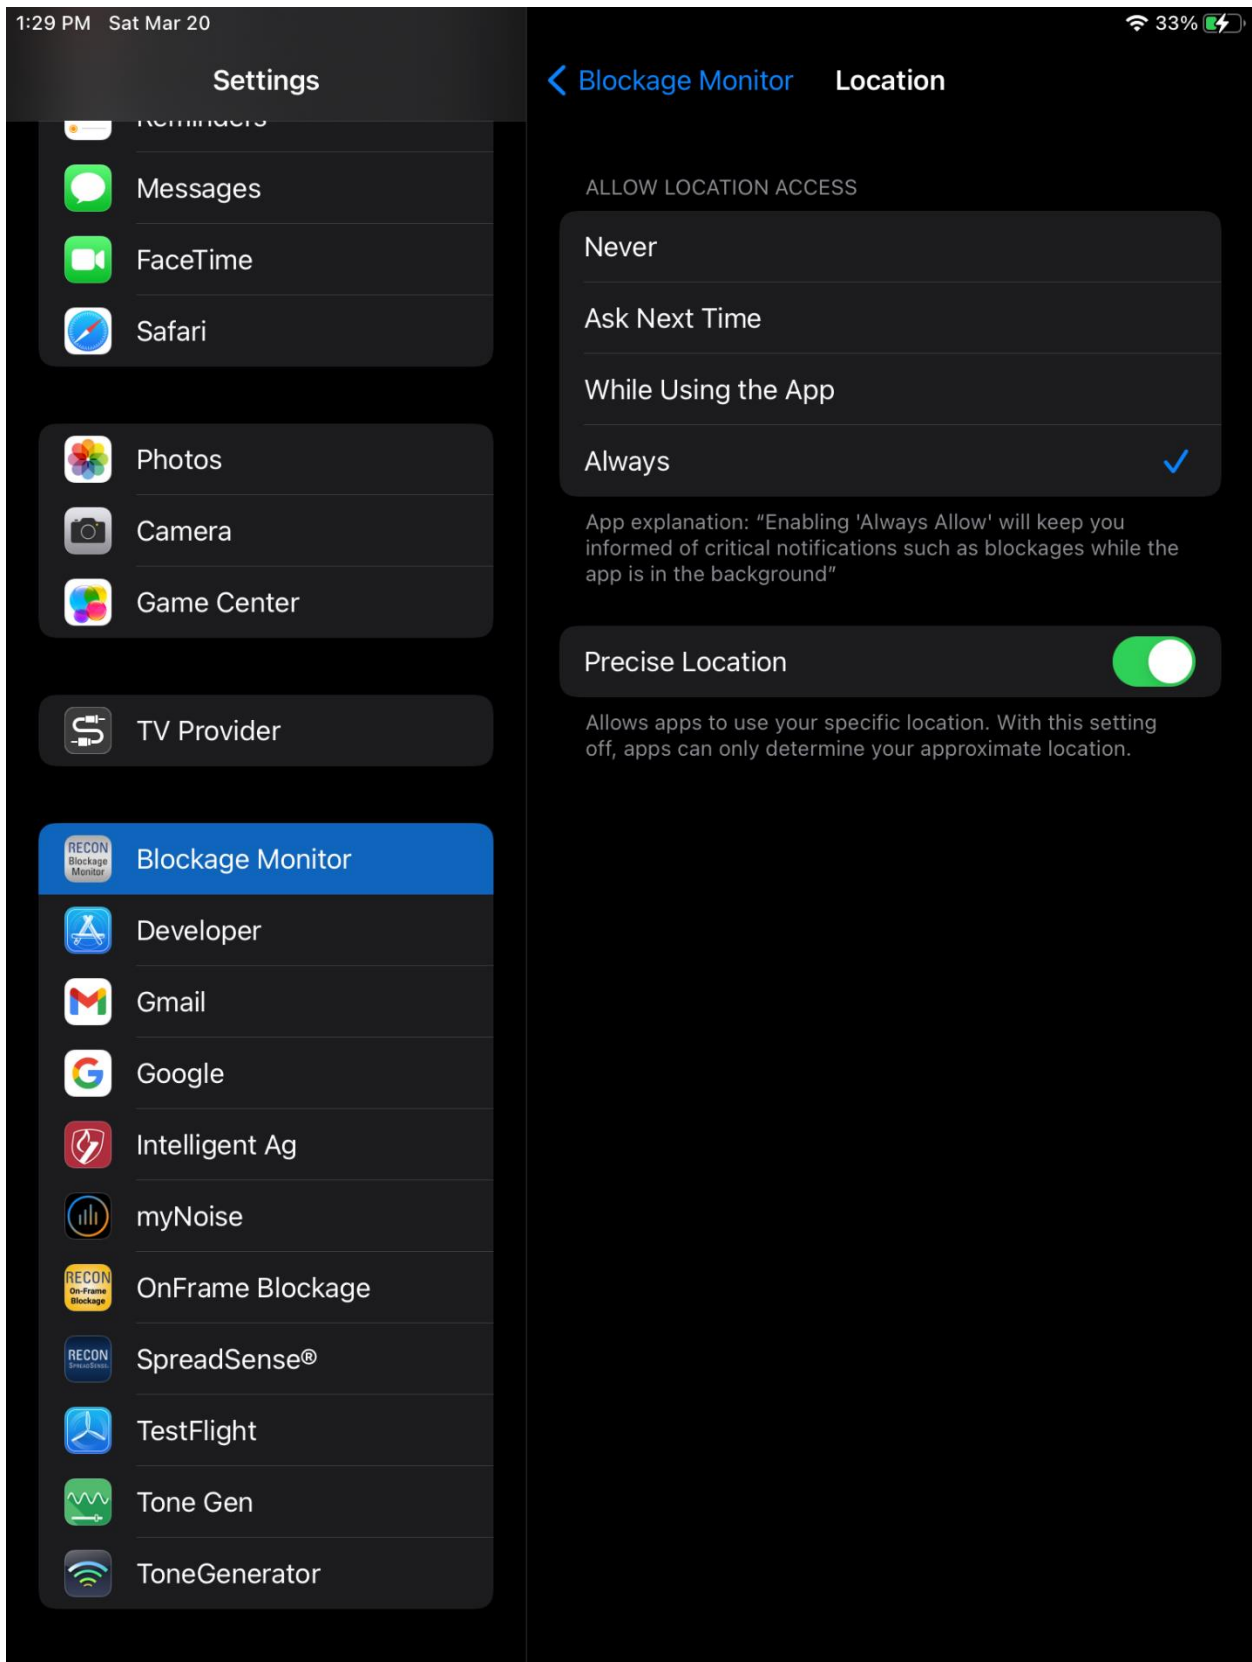 1:29 PM Sat Mar 20
33%
Settings
Reminders
Messages
FaceTime
Safari
Photos
Camera
Game Center
TV Provider
RECON
Blockage
Monitor
Blockage Monitor
Developer
Gmail
Google
Intelligent Ag
myNoise
RECON
On-Frame
Blockage
OnFrame Blockage
RECON
SPREADSENSE
SpreadSense®
TestFlight
Tone Gen
ToneGenerator
Blockage Monitor
Location
ALLOW LOCATION ACCESS
Never
Ask Next Time
While Using the App
Always
App explanation: “Enabling 'Always Allow' will keep you
informed of critical notifications such as blockages while the
app is in the background”
Precise Location
Allows apps to use your specific location. With this setting
off, apps can only determine your approximate location.